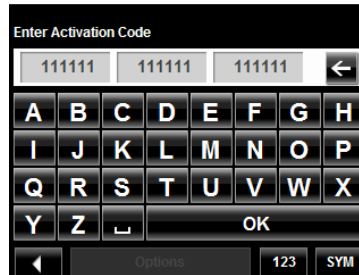 Enter Activation Code
111111 111111 111111
A B C D E F G H
I J K L M N O P
Q R S T U V W X
Y Z OK
Options 123 SYM